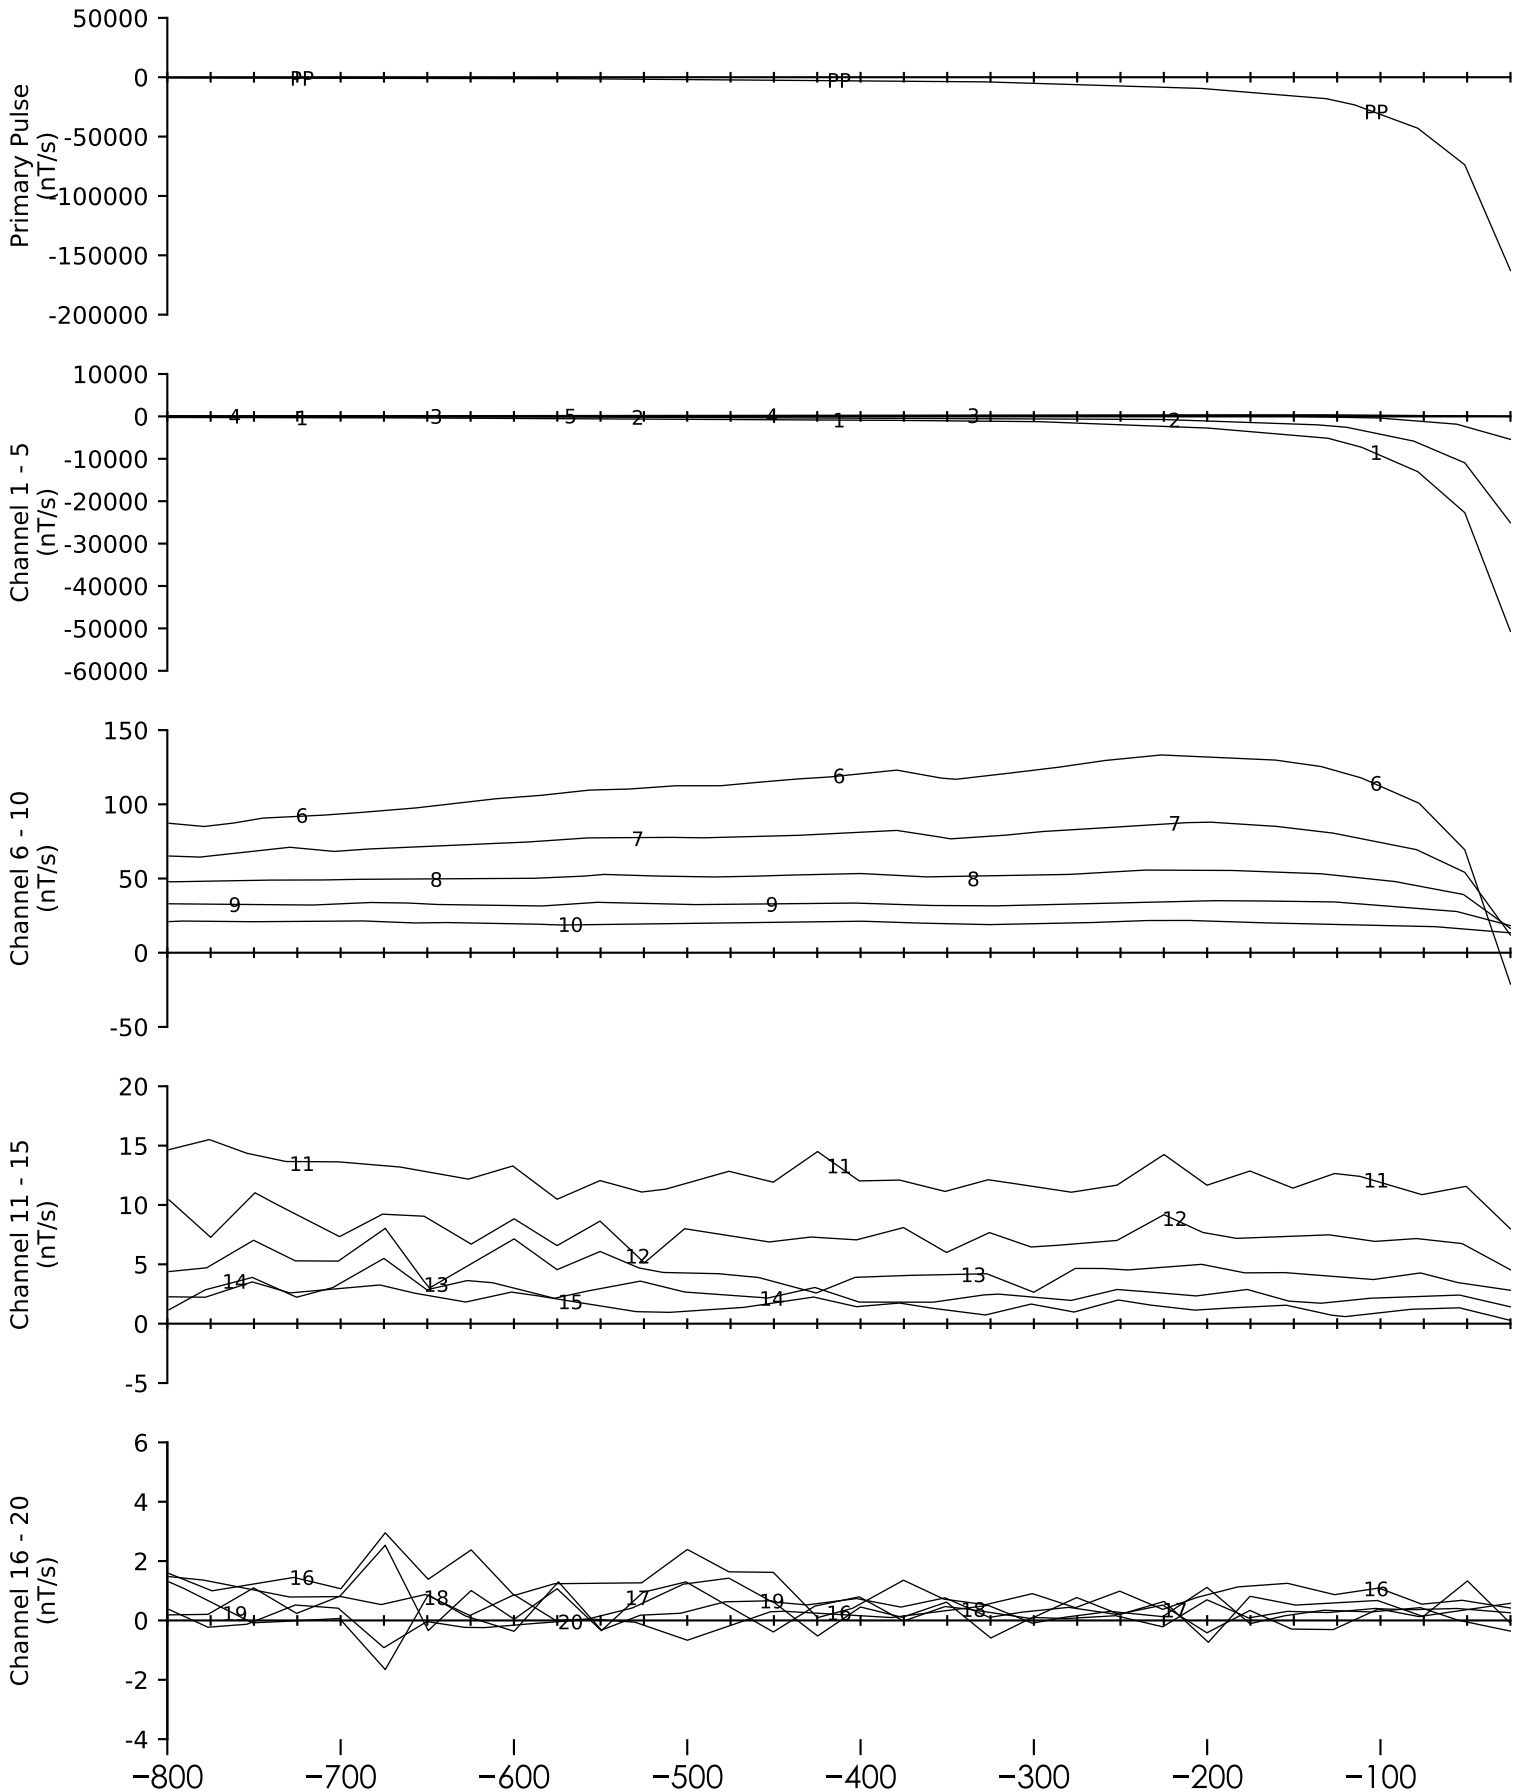 50000
0
-50000
-100000
-150000
-200000
Primary Pulse
(nT/s)
PP PP PP
10000
0
-10000
-20000
-30000
-40000
-50000
-60000
Channel 1 - 5
(nT/s)
4 1 3 5 2 4 1 3 2 1
150
100
50
0
-50
Channel 6 - 10
(nT/s)
6 6 6
7 7
8 8
9 9
10
20
15
10
5
0
-5
Channel 11 - 15
(nT/s)
11 11 11
12 12
13 13
14 14
15
6
4
2
0
-2
-4
Channel 16 - 20
(nT/s)
16 16 16
17 17
18 18
19 19
20
−800 −700 −600 −500 −400 −300 −200 −100